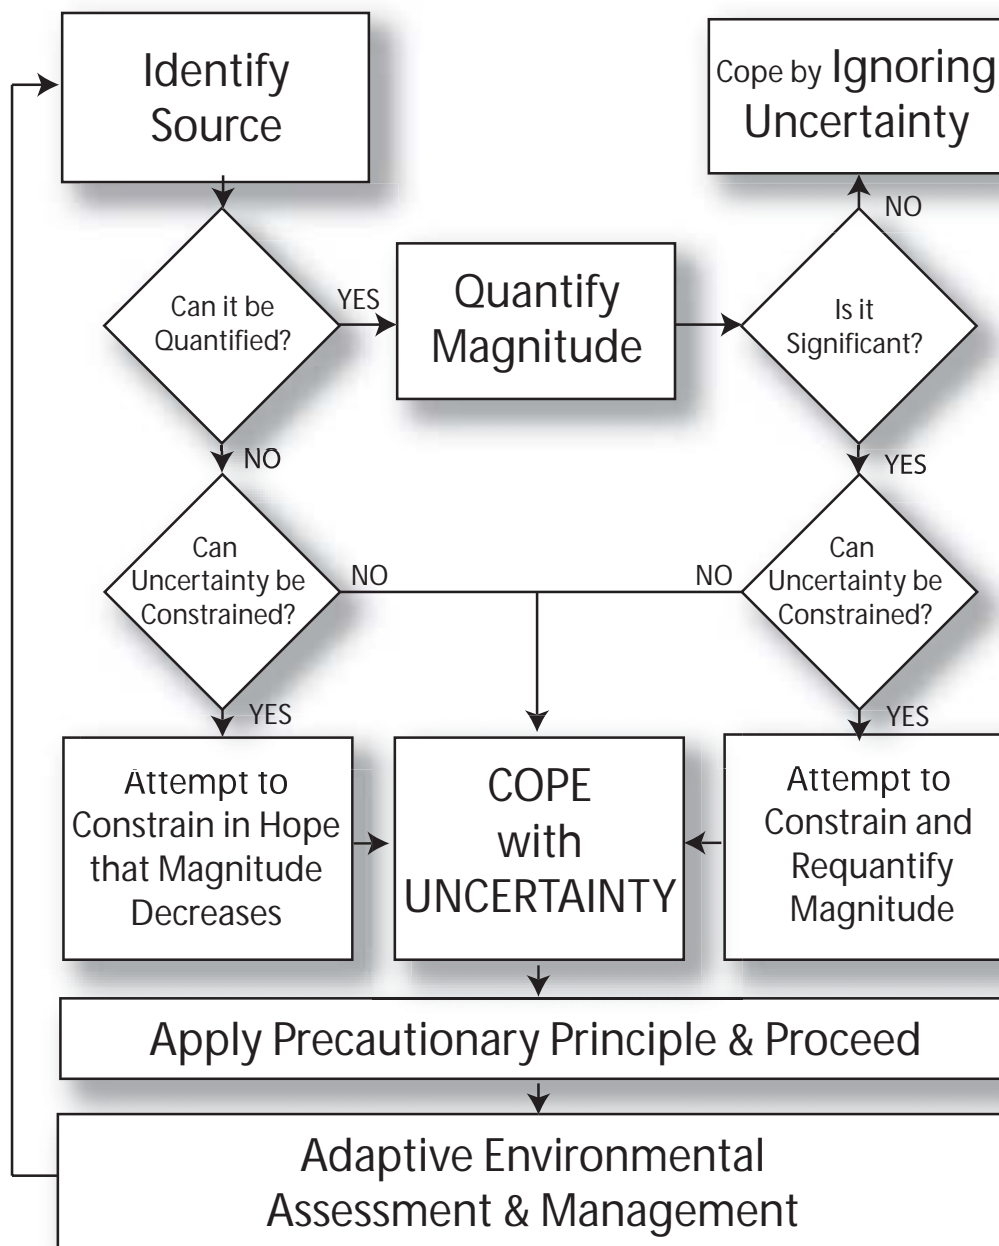 Identify
Source
Cope by Ignoring
Uncertainty
NO
Can it be
Quantified?
YES
Quantify
Magnitude
Is it
Significant?
NO
YES
Can
Uncertainty be
Constrained?
NO
NO
Can
Uncertainty be
Constrained?
YES
YES
Attempt to
Constrain in Hope
that Magnitude
Decreases
COPE
with
UNCERTAINTY
Attempt to
Constrain and
Requantify
Magnitude
Apply Precautionary Principle & Proceed
Adaptive Environmental
Assessment & Management